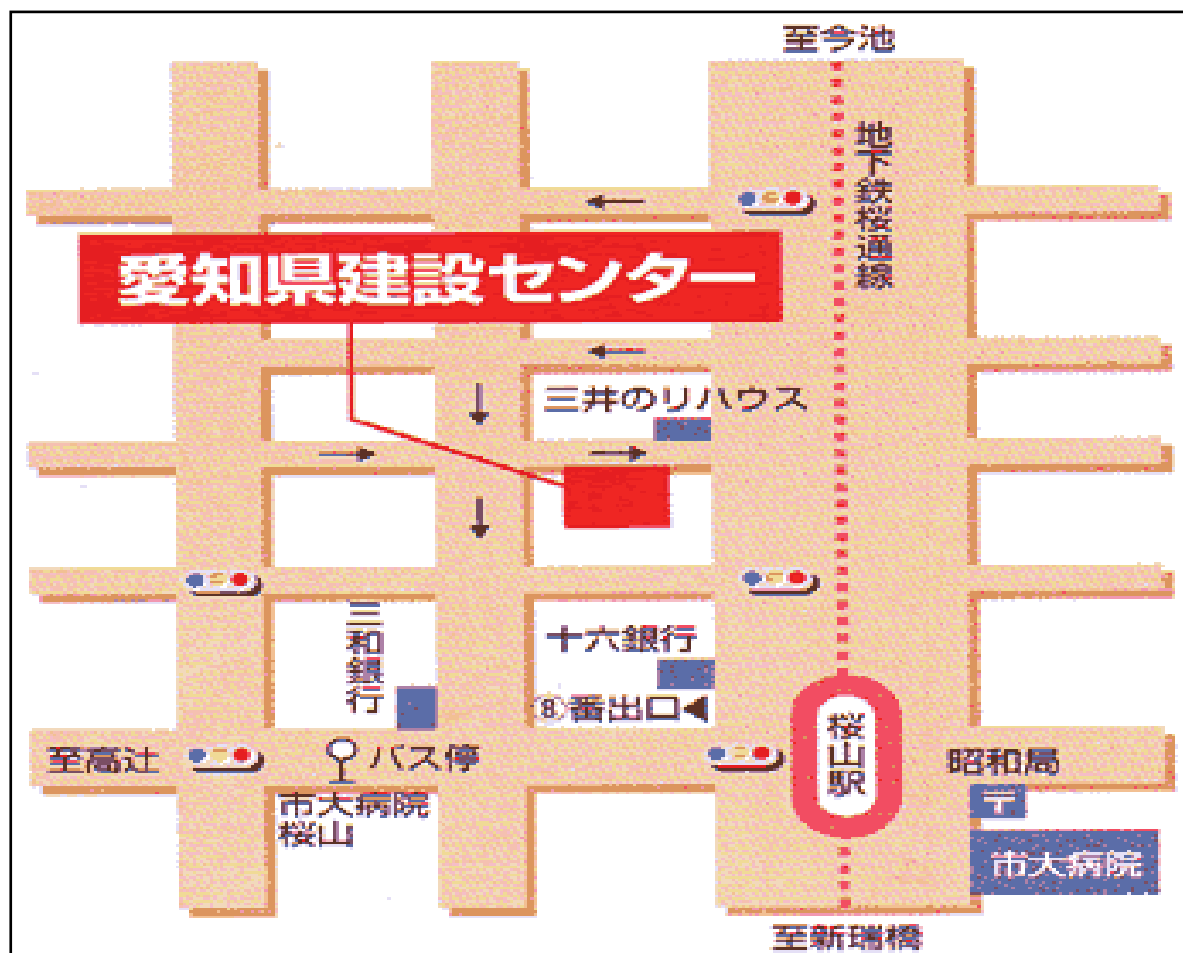 至今池
地下鉄桜通線
愛知県建設センター
三井のリハウス
三和銀行
十六銀行
⑧番出口◀
至高辻
バス停
市大病院
桜山
桜山駅
昭和局
〒
市大病院
至新瑞橋